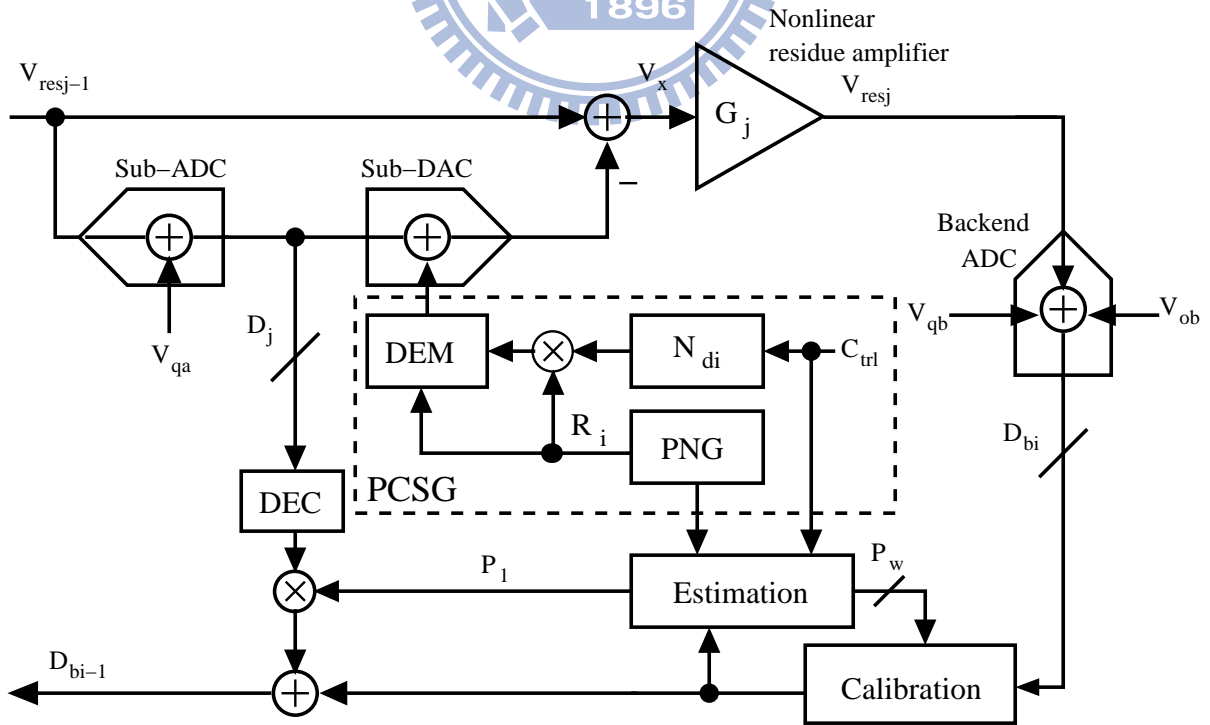 1896
Nonlinear
residue amplifier
V_resj−1
V_x
V_resj
G_j
+
Sub−ADC
Sub−DAC
−
+
+
Backend
ADC
V_qa
D_j
DEM
×
N_di
C_trl
V_qb
+
V_ob
R_i
PNG
D_bi
PCSG
DEC
P_1
×
Estimation
P_w
D_bi−1
+
Calibration